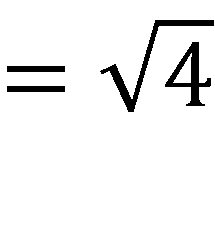 = √4